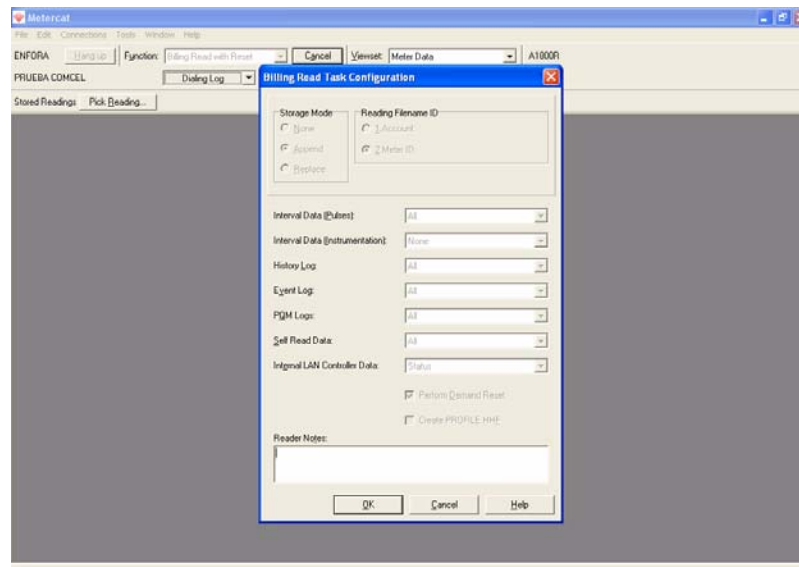 Metercat
File Edit Connections Tools Window Help
ENFORA Hang up Function: Billing Read with Reset Cancel Viewset: Meter Data A1000R
PRUEBA COMCEL Dialing Log
Stored Readings Pick Reading...
Billing Read Task Configuration
Storage Mode Reading Filename ID
None 1 Account
Append 2 Meter ID
Replace
Interval Data (Pulses): All
Interval Data (Instrumentation): None
History Log: All
Event Log: All
PQM Logs: All
Self Read Data: All
Internal LAN Controller Data: Status
Perform Demand Reset
Create PROFILE.HHF
Reader Notes:
OK Cancel Help